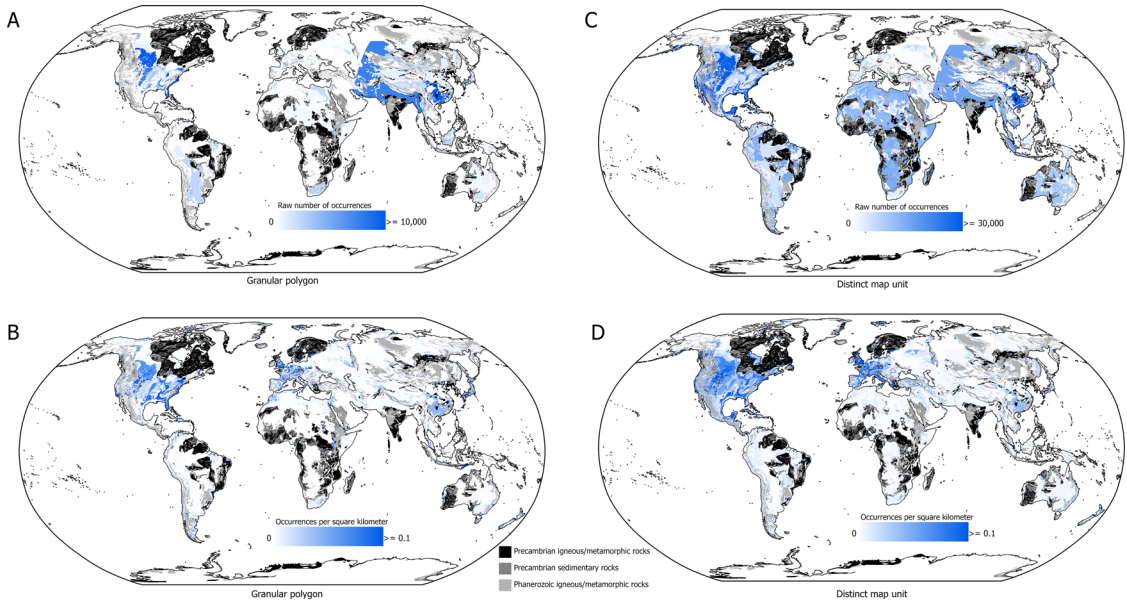 A
C
Raw number of occurrences
0
>= 10,000
Granular polygon
Raw number of occurrences
0
>= 30,000
Distinct map unit
B
D
Occurrences per square kilometer
0
>= 0.1
Granular polygon
Precambrian igneous/metamorphic rocks
Precambrian sedimentary rocks
Phanerozoic igneous/metamorphic rocks
Occurrences per square kilometer
0
>= 0.1
Distinct map unit